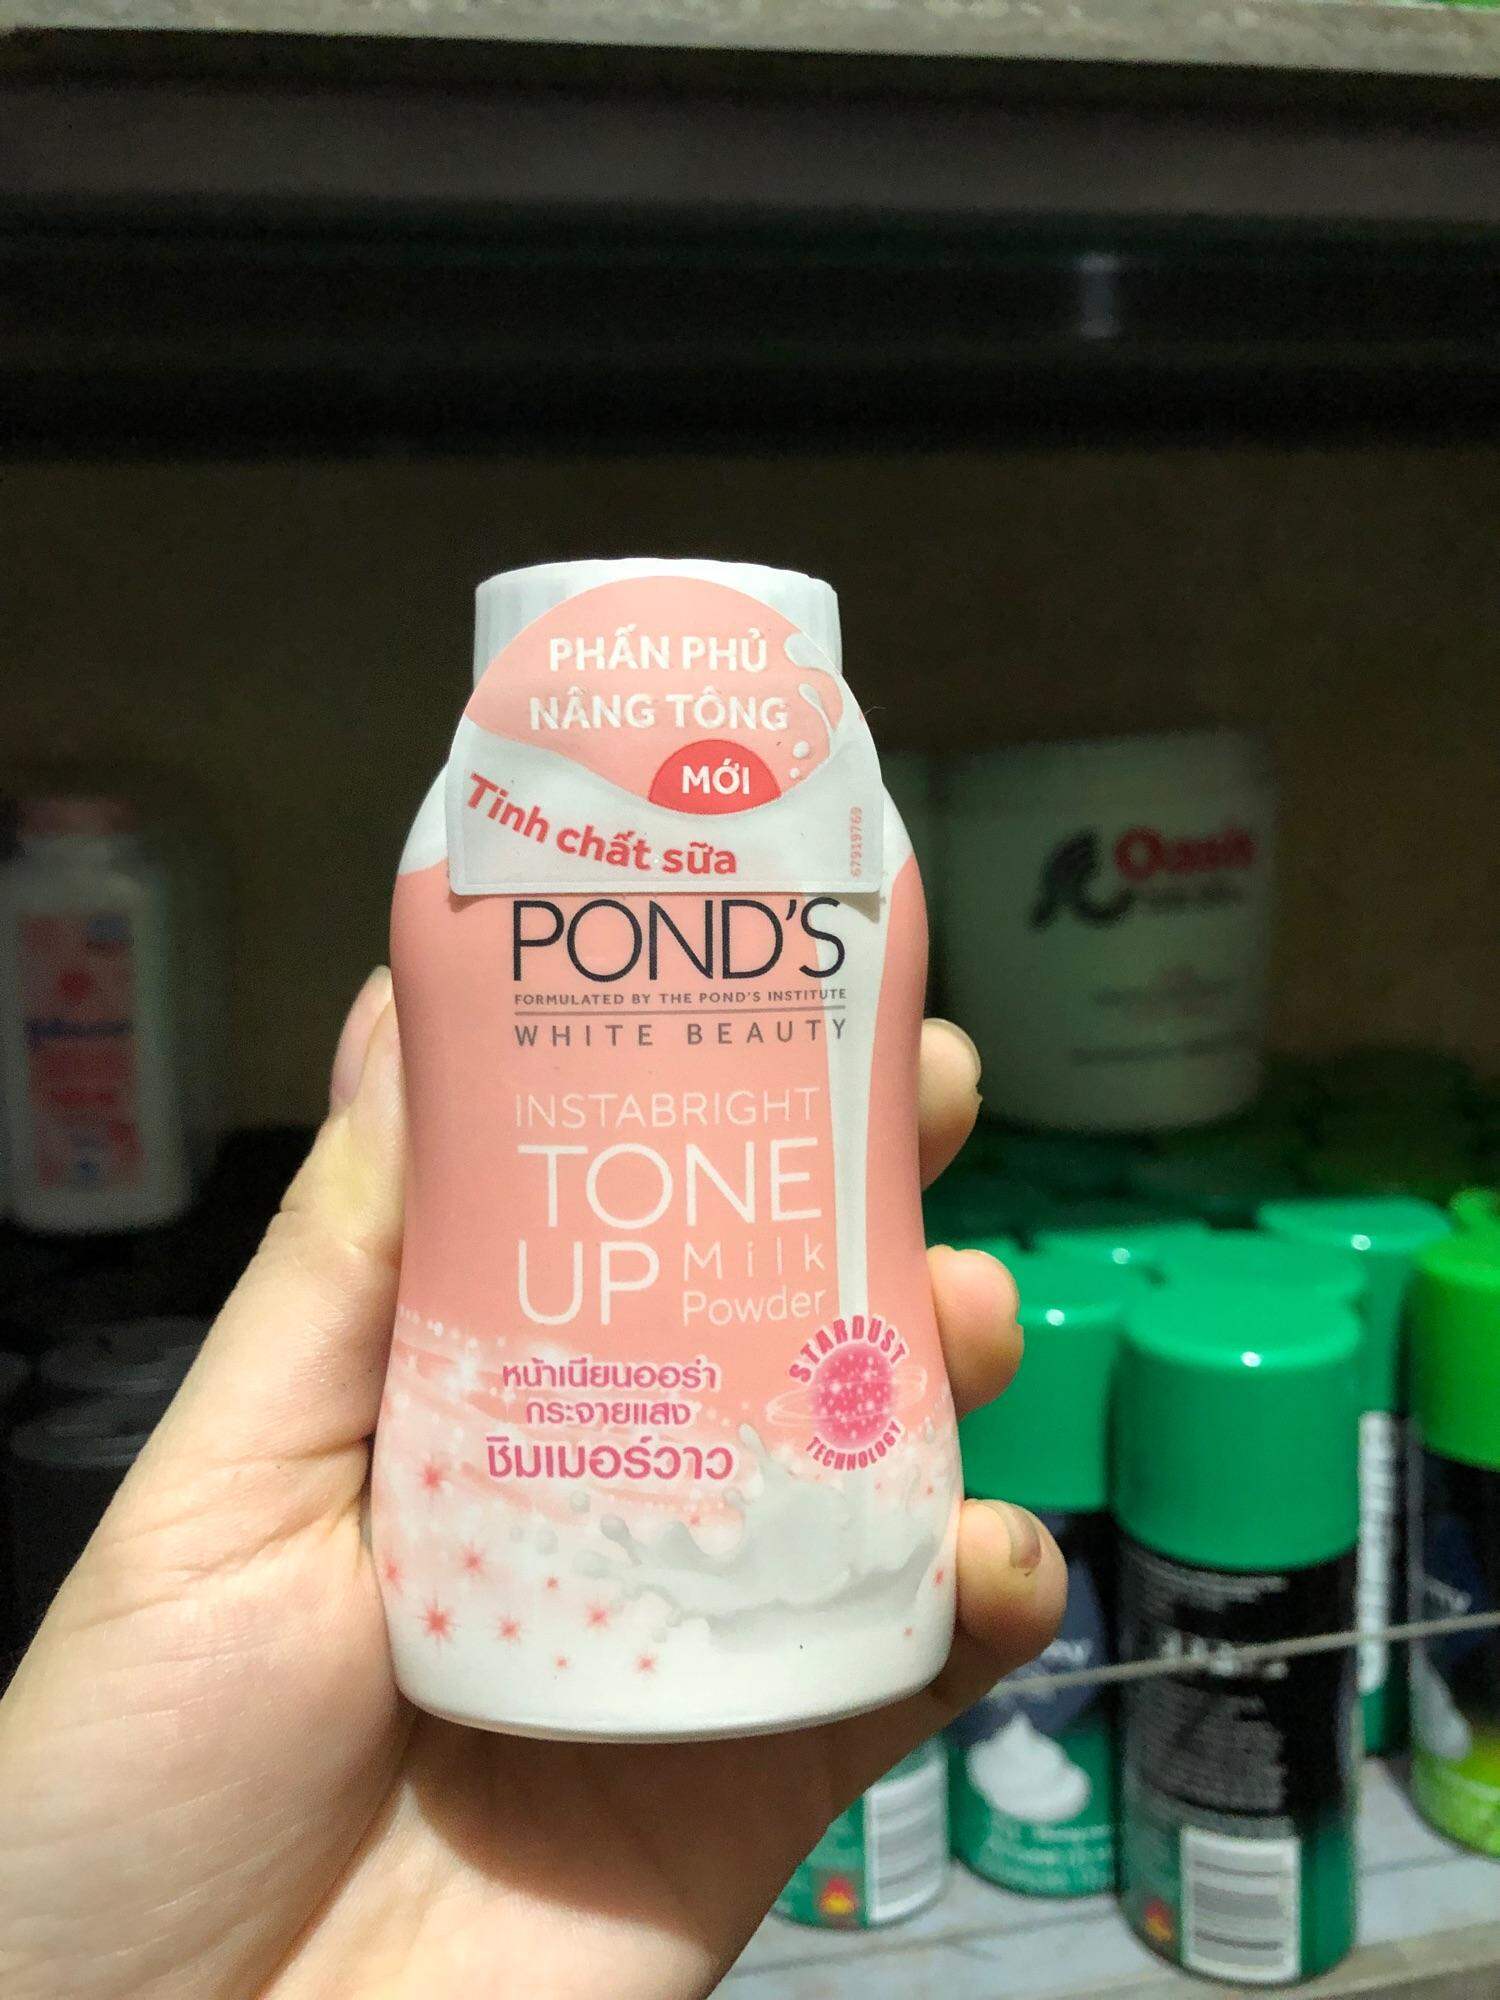 PHẤN PHỦ
NÂNG TÔNG
MỚI
Tinh chất sữa
67919769
POND'S
FORMULATED BY THE POND'S INSTITUTE
WHITE BEAUTY
INSTABRIGHT
TONE
UP Milk
Powder
STARDUST
TECHNOLOGY
หน้าเนียนออร่า
กระจายแสง
ชิมเมอร์วาว